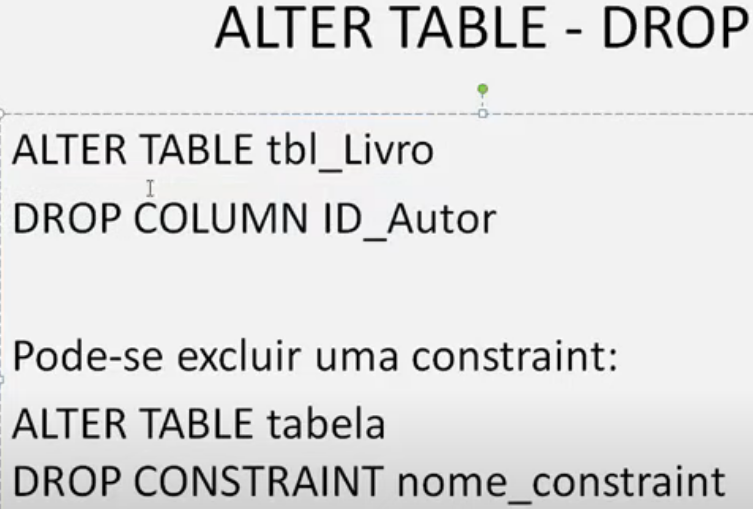 ALTER TABLE - DROP
ALTER TABLE tbl_Livro
DROP COLUMN ID_Autor
Pode-se excluir uma constraint:
ALTER TABLE tabela
DROP CONSTRAINT nome_constraint